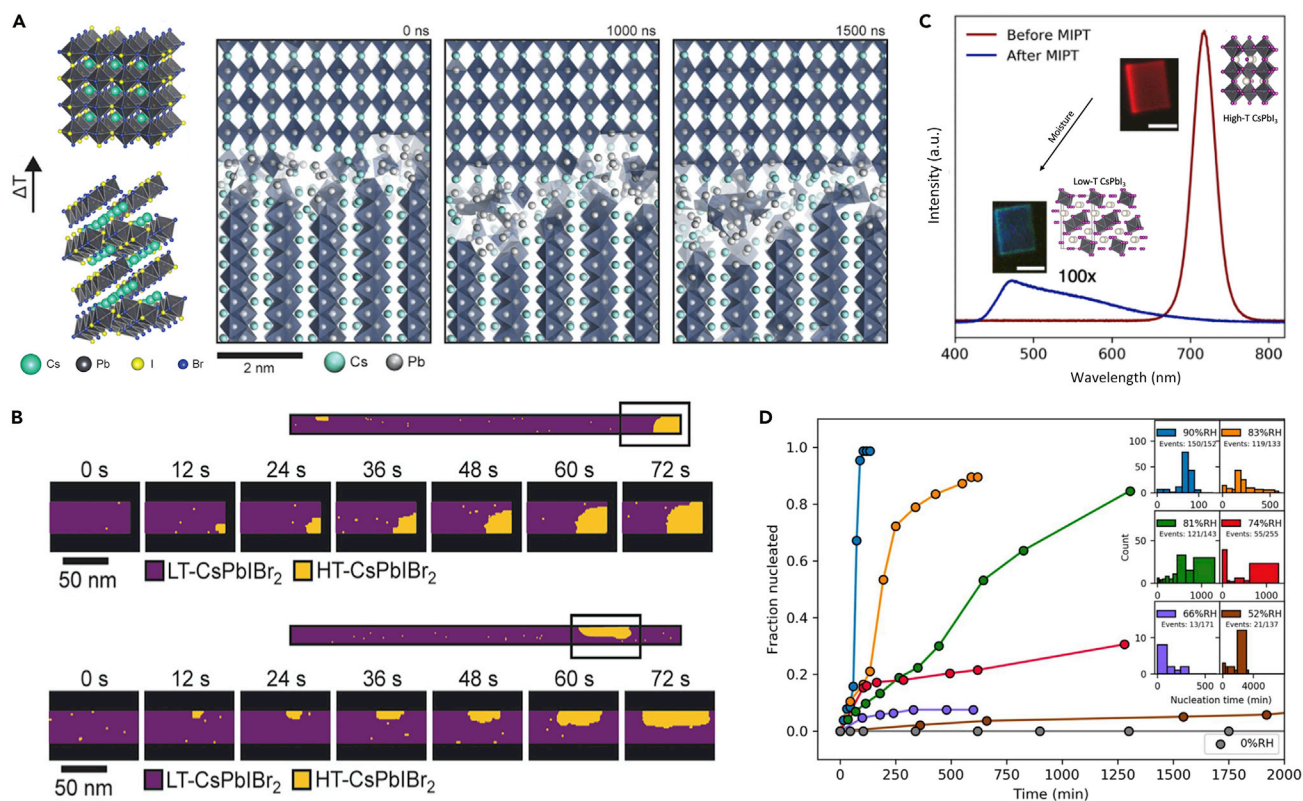 A
0 ns
1000 ns
1500 ns
ΔT
Cs
Pb
I
Br
2 nm
Cs
Pb
C
Before MIPT
After MIPT
Moisture
High-T CsPbI₃
Low-T CsPbI₃
100x
Intensity (a.u.)
400
500
600
700
800
Wavelength (nm)
B
0 s
12 s
24 s
36 s
48 s
60 s
72 s
50 nm
LT-CsPbIBr₂
HT-CsPbIBr₂
0 s
12 s
24 s
36 s
48 s
60 s
72 s
50 nm
LT-CsPbIBr₂
HT-CsPbIBr₂
D
Fraction nucleated
1.0
0.8
0.6
0.4
0.2
0.0
0
250
500
750
1000
1250
1500
1750
2000
Time (min)
90%RH
Events: 150/152
100
50
0
0
100
83%RH
Events: 119/133
0
500
81%RH
Events: 121/143
Count
50
0
0
1000
74%RH
Events: 55/255
0
1000
66%RH
Events: 13/171
10
0
0
500
52%RH
Events: 21/137
0
4000
Nucleation time (min)
0%RH